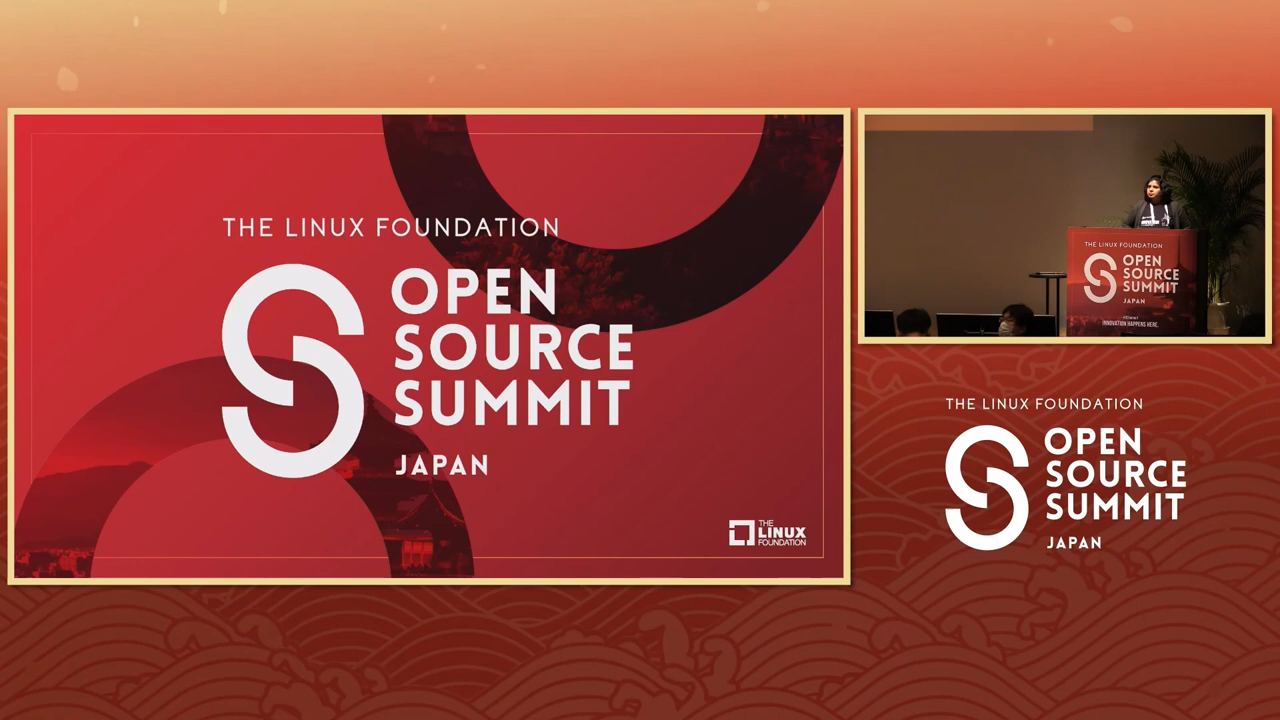 THE LINUX FOUNDATION
OPEN
SOURCE
SUMMIT
JAPAN
THE
LINUX
FOUNDATION
THE LINUX FOUNDATION
OPEN
SOURCE
SUMMIT
JAPAN
INNOVATION HAPPENS HERE.
THE LINUX FOUNDATION
OPEN
SOURCE
SUMMIT
JAPAN